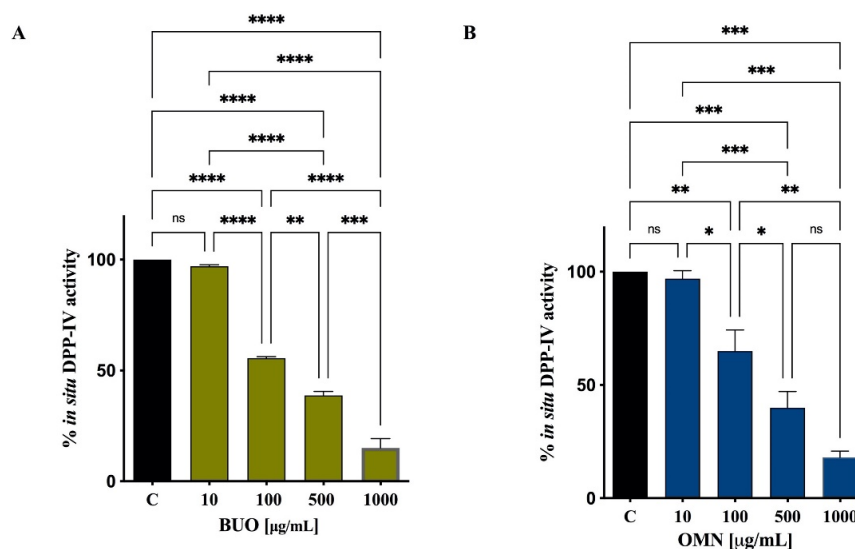 A
****
****
****
****
**** ****
ns **** ** ***
100
50
0
% in situ DPP-IV activity
C 10 100 500 1000
BUO [µg/mL]
B
***
***
***
***
** **
ns * * ns
100
50
0
% in situ DPP-IV activity
C 10 100 500 1000
OMN [µg/mL]